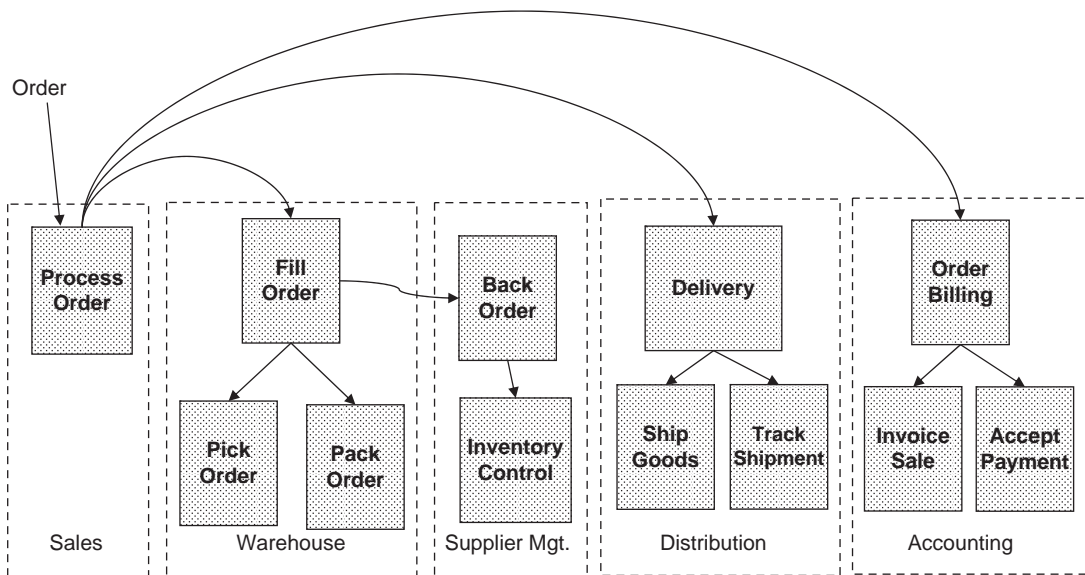 Order
Process
Order
Fill
Order
Back
Order
Delivery
Order
Billing
Pick
Order
Pack
Order
Inventory
Control
Ship
Goods
Track
Shipment
Invoice
Sale
Accept
Payment
Sales
Warehouse
Supplier Mgt.
Distribution
Accounting